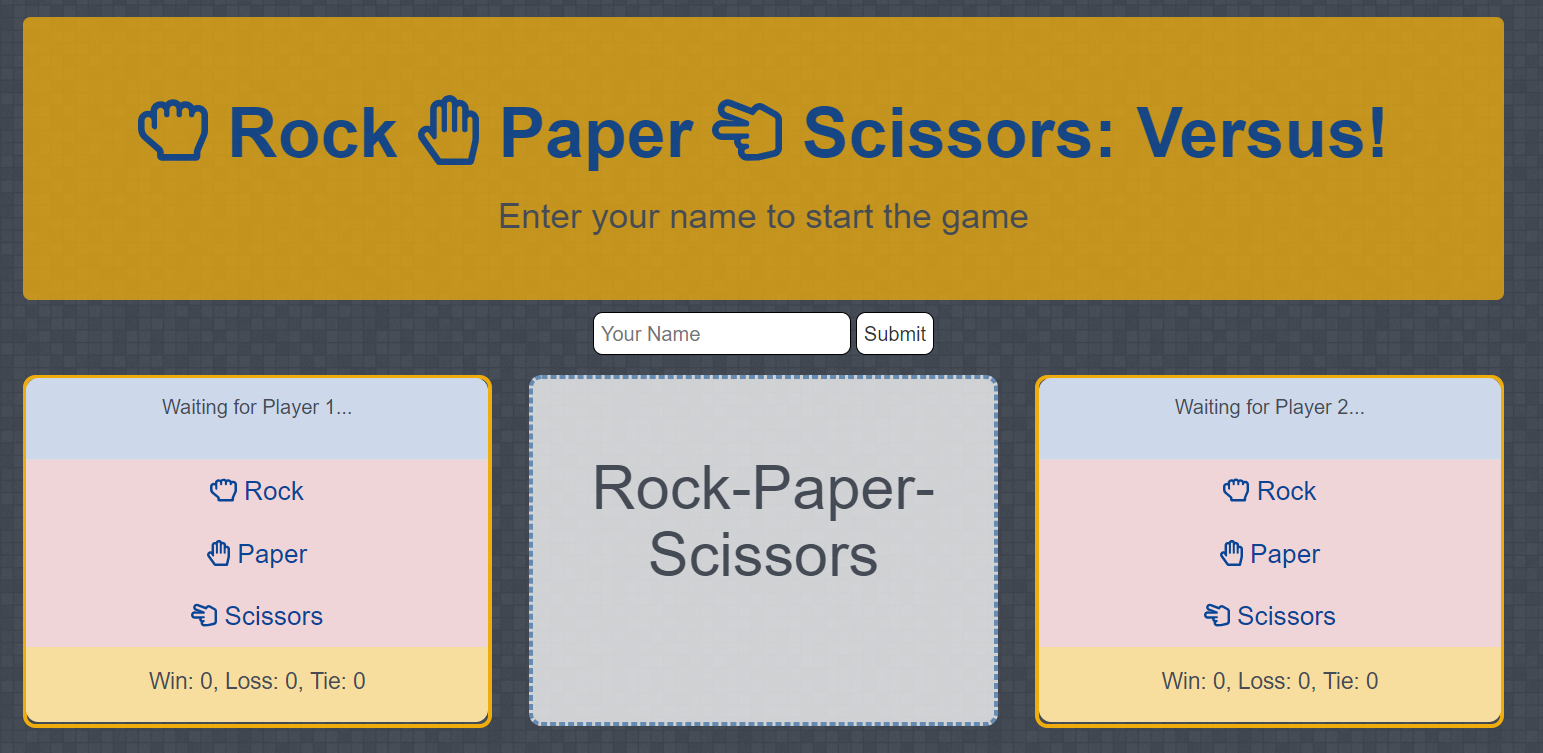 Rock Paper Scissors: Versus!
Enter your name to start the game
Your Name
Submit
Waiting for Player 1...
Rock
Paper
Scissors
Win: 0, Loss: 0, Tie: 0
Rock-Paper-
Scissors
Waiting for Player 2...
Rock
Paper
Scissors
Win: 0, Loss: 0, Tie: 0